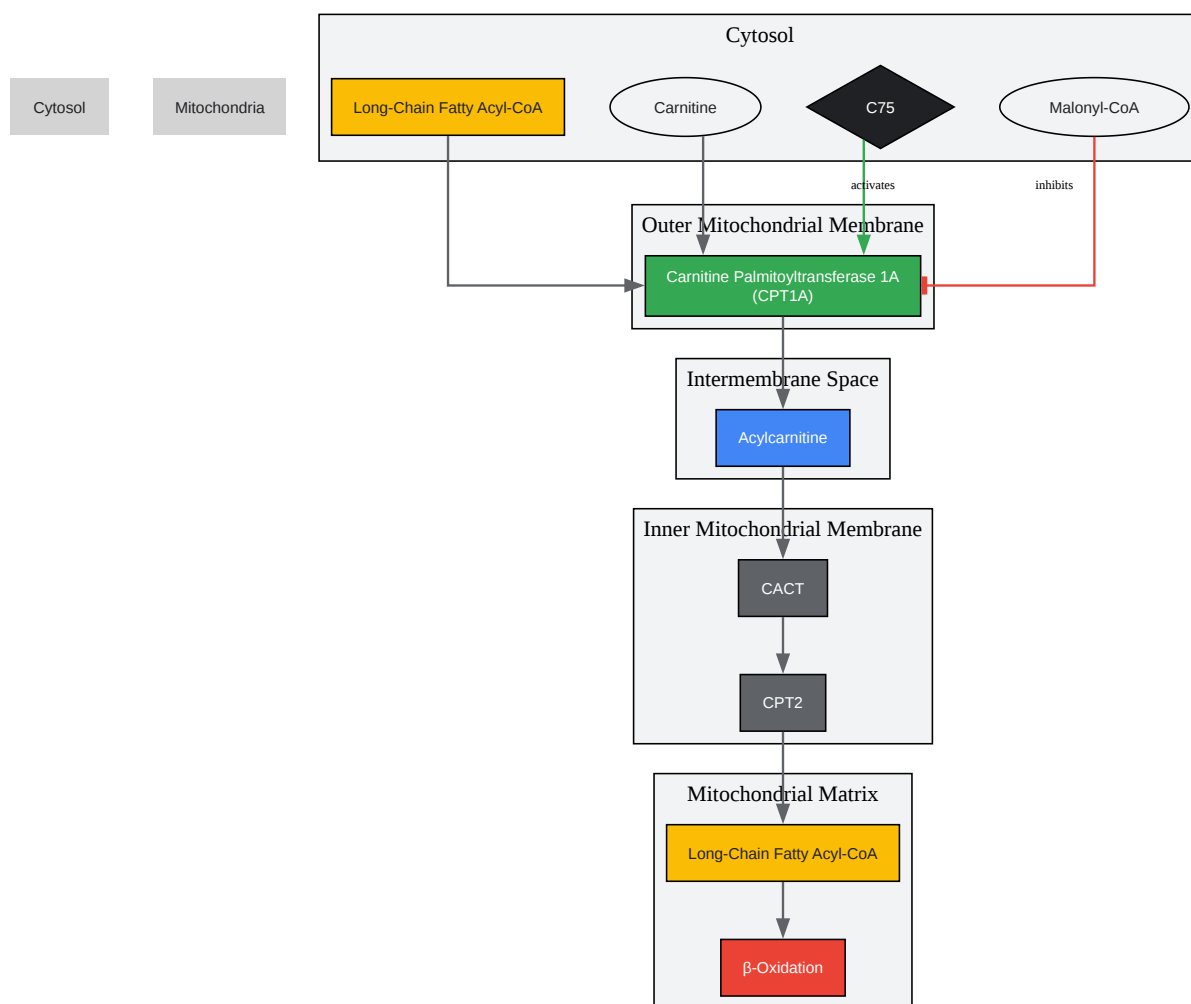 Cytosol
Cytosol
Mitochondria
Long-Chain Fatty Acyl-CoA
Carnitine
C75
Malonyl-CoA
activates
inhibits
Outer Mitochondrial Membrane
Carnitine Palmitoyltransferase 1A
(CPT1A)
Intermembrane Space
Acylcarnitine
Inner Mitochondrial Membrane
CACT
CPT2
Mitochondrial Matrix
Long-Chain Fatty Acyl-CoA
β-Oxidation